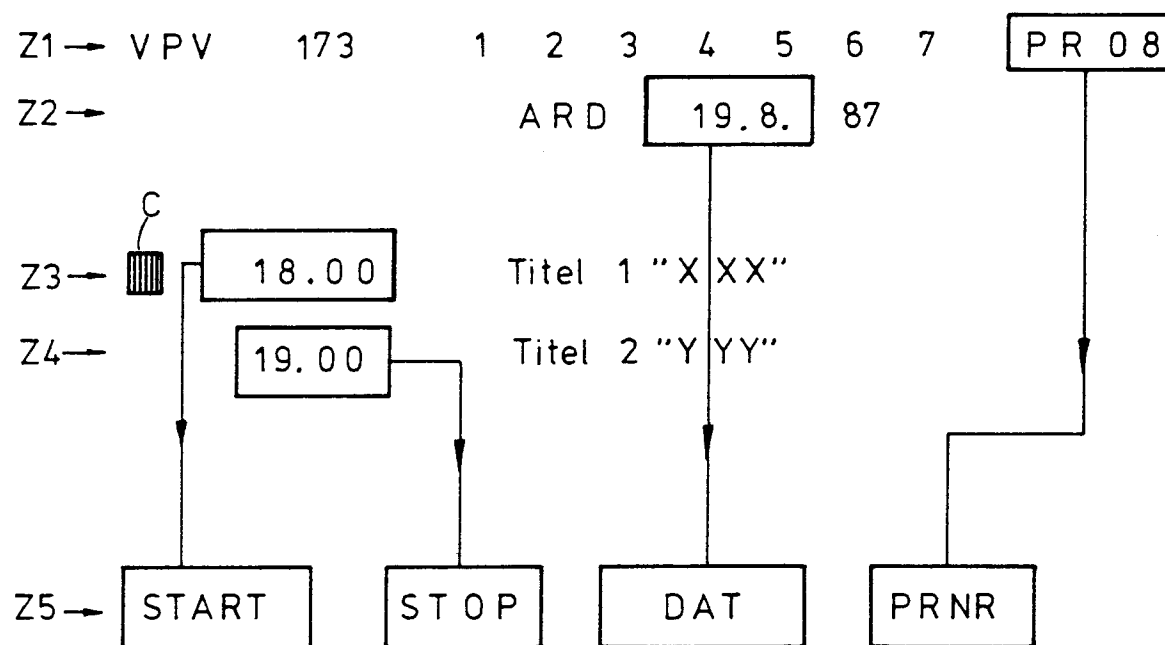 Z1 VPV 173 1 2 3 4 5 6 7 PR 08
Z2 ARD 19.8. 87
C
Z3 18.00 Titel 1 "XXX"
Z4 19.00 Titel 2 "YYY"
Z5 START STOP DAT PRNR